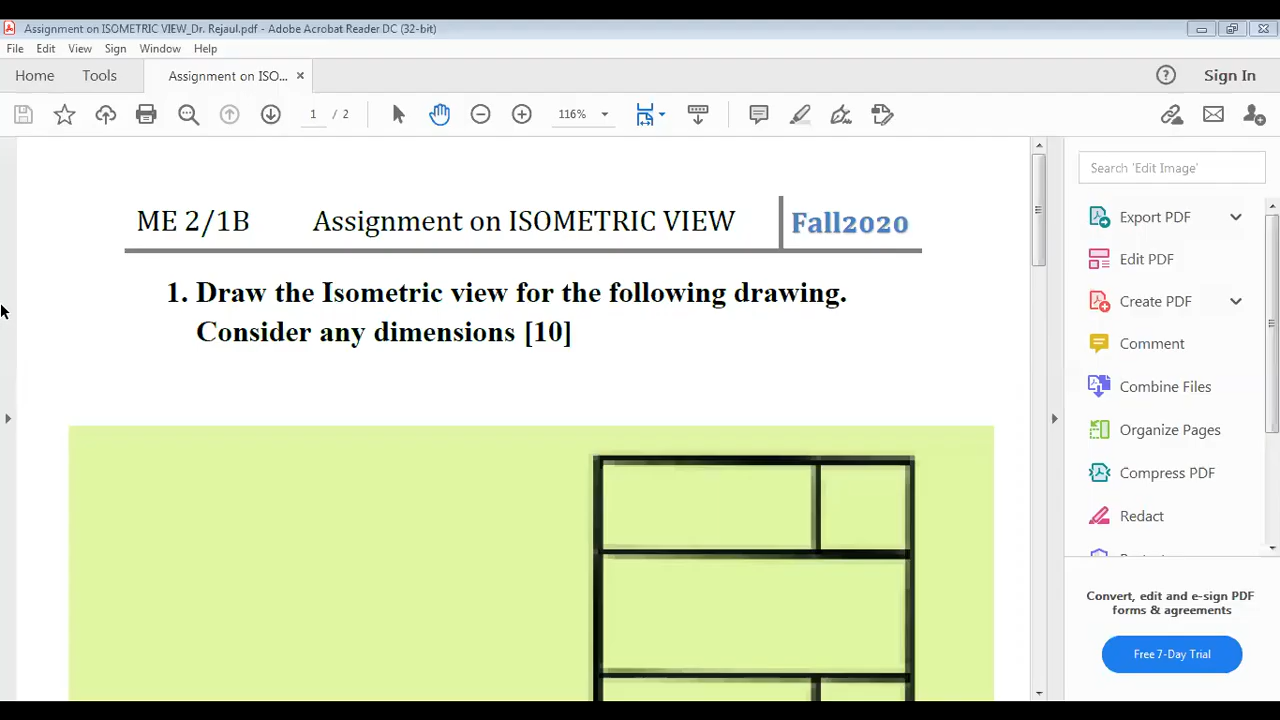 Assignment on ISOMETRIC VIEW_Dr. Rejaul.pdf - Adobe Acrobat Reader DC (32-bit)
File Edit View Sign Window Help
Home Tools Assignment on ISO... × Sign In
1 / 2 116%
Search 'Edit Image'
ME 2/1B Assignment on ISOMETRIC VIEW Fall2020
1. Draw the Isometric view for the following drawing.
Consider any dimensions [10]
Export PDF
Edit PDF
Create PDF
Comment
Combine Files
Organize Pages
Compress PDF
Redact
Convert, edit and e-sign PDF
forms & agreements
Free 7-Day Trial